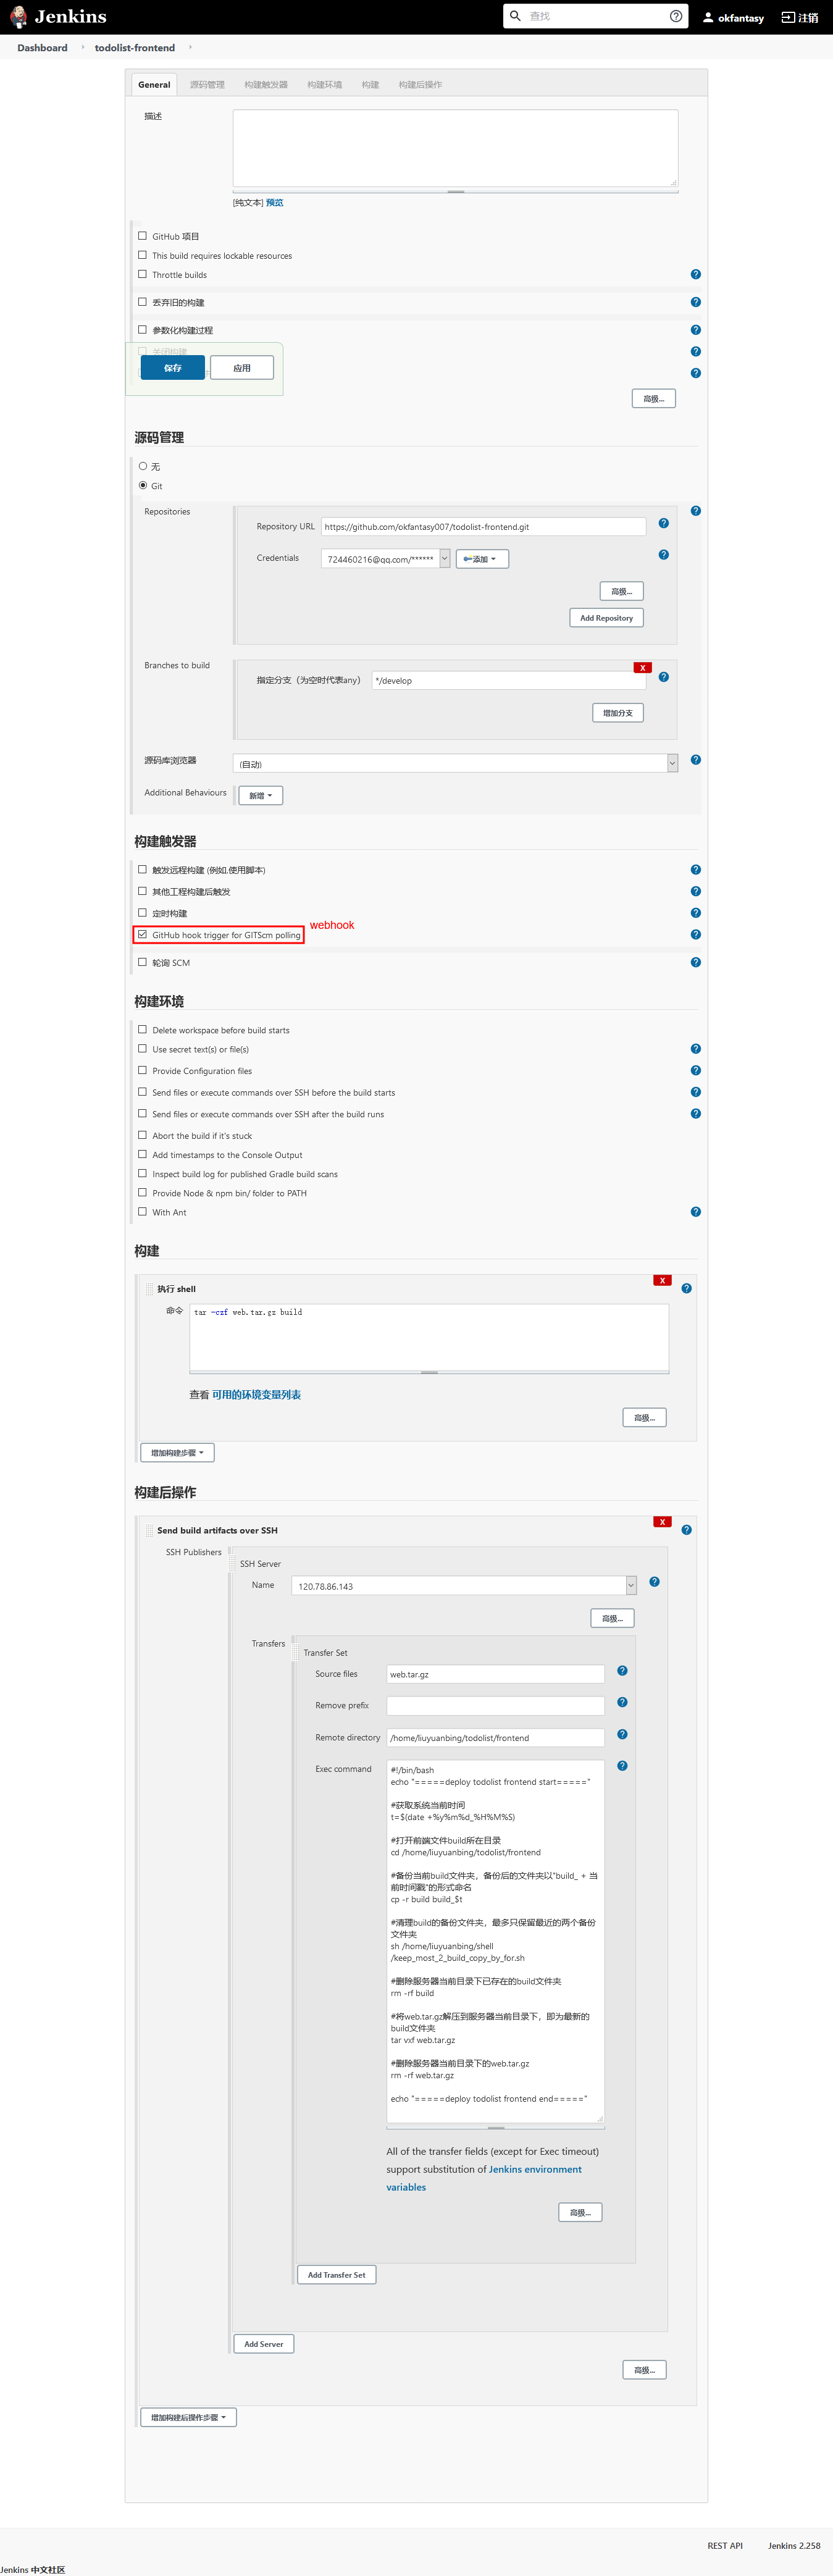 Jenkins
查找
okfantasy
注销
Dashboard
todolist-frontend
General
源码管理
构建触发器
构建环境
构建
构建后操作
描述
[纯文本] 预览
GitHub 项目
This build requires lockable resources
Throttle builds
丢弃旧的构建
参数化构建过程
关闭构建
保存
应用
高级...
源码管理
无
Git
Repositories
Repository URL
https://github.com/okfantasy007/todolist-frontend.git
Credentials
724460216@qq.com/******
添加
高级...
Add Repository
Branches to build
X
指定分支（为空时代表any）
*/develop
增加分支
源码库浏览器
(自动)
Additional Behaviours
新增
构建触发器
触发远程构建 (例如,使用脚本)
其他工程构建后触发
定时构建
GitHub hook trigger for GITScm polling
webhook
轮询 SCM
构建环境
Delete workspace before build starts
Use secret text(s) or file(s)
Provide Configuration files
Send files or execute commands over SSH before the build starts
Send files or execute commands over SSH after the build runs
Abort the build if it's stuck
Add timestamps to the Console Output
Inspect build log for published Gradle build scans
Provide Node & npm bin/ folder to PATH
With Ant
构建
X
执行 shell
命令
tar -czf web.tar.gz build
查看 可用的环境变量列表
高级...
增加构建步骤
构建后操作
X
Send build artifacts over SSH
SSH Publishers
SSH Server
Name
120.78.86.143
高级...
Transfers
Transfer Set
Source files
web.tar.gz
Remove prefix
Remote directory
/home/liuyuanbing/todolist/frontend
Exec command
#!/bin/bash
echo "=====deploy todolist frontend start====="
#获取系统当前时间
t=$(date +%y%m%d_%H%M%S)
#打开前端文件build所在目录
cd /home/liuyuanbing/todolist/frontend
#备份当前build文件夹，备份后的文件夹以"build_ + 当
前时间戳"的形式命名
cp -r build build_$t
#清理build的备份文件夹，最多只保留最近的两个备份
文件夹
sh /home/liuyuanbing/shell
/keep_most_2_build_copy_by_for.sh
#删除服务器当前目录下已存在的build文件夹
rm -rf build
#将web.tar.gz解压到服务器当前目录下，即为最新的
build文件夹
tar vxf web.tar.gz
#删除服务器当前目录下的web.tar.gz
rm -rf web.tar.gz
echo "=====deploy todolist frontend end====="
All of the transfer fields (except for Exec timeout)
support substitution of Jenkins environment
variables
高级...
Add Transfer Set
Add Server
高级...
增加构建后操作步骤
REST API
Jenkins 2.258
Jenkins 中文社区